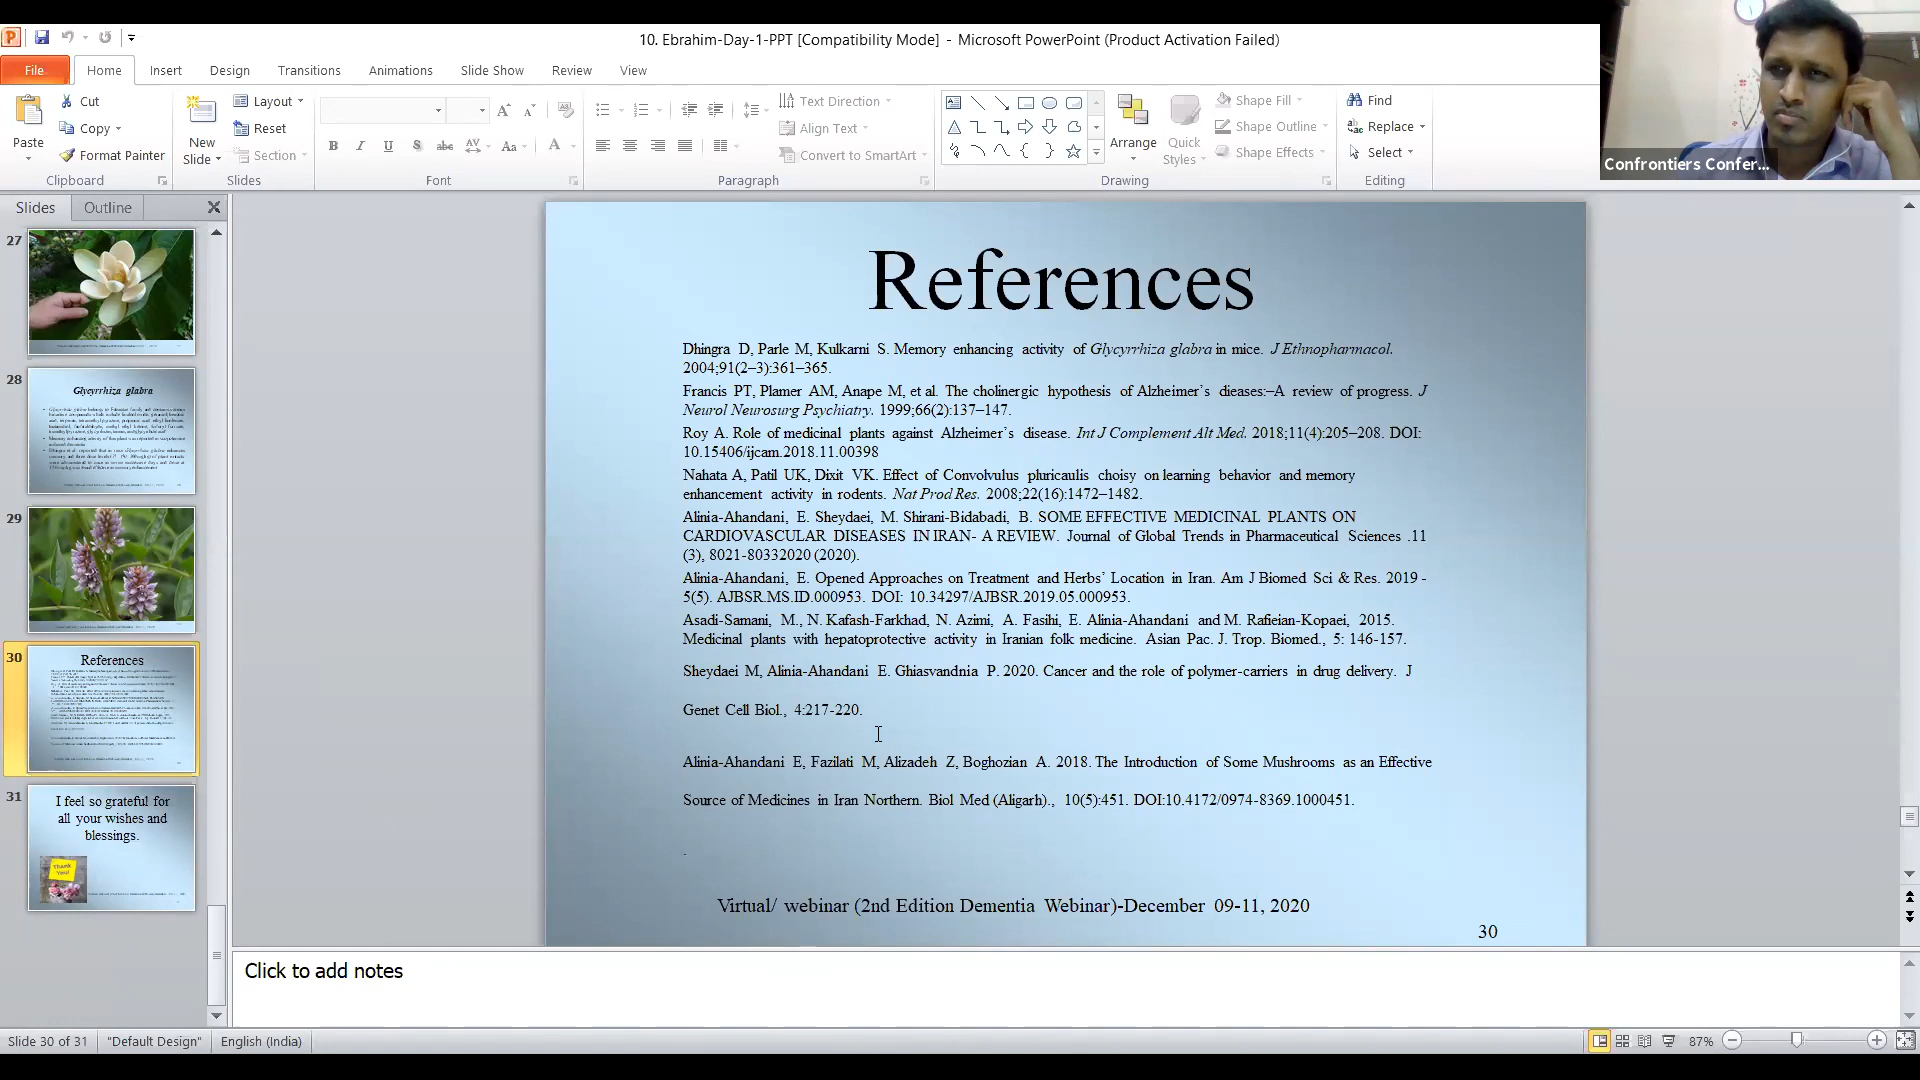 10. Ebrahim-Day-1-PPT [Compatibility Mode] - Microsoft PowerPoint (Product Activation Failed)
File Home Insert Design Transitions Animations Slide Show Review View
Paste
Cut
Copy
Format Painter
Clipboard
New Slide
Layout
Reset
Section
Slides
B I U S abc AV Aa A
Font
Text Direction
Align Text
Convert to SmartArt
Paragraph
Arrange
Quick Styles
Shape Fill
Shape Outline
Shape Effects
Drawing
Find
Replace
Select
Editing
Confrontiers Confer...
Slides Outline
27
28
Glycyrrhiza glabra
29
30
References
31
I feel so grateful for
all your wishes and
blessings.
Thank
You!
References
Dhingra D, Parle M, Kulkarni S. Memory enhancing activity of Glycyrrhiza glabra in mice. J Ethnopharmacol.
2004;91(2–3):361–365.
Francis PT, Plamer AM, Anape M, et al. The cholinergic hypothesis of Alzheimer’s diseases:–A review of progress. J
Neurol Neurosurg Psychiatry. 1999;66(2):137–147.
Roy A. Role of medicinal plants against Alzheimer’s disease. Int J Complement Alt Med. 2018;11(4):205–208. DOI:
10.15406/ijcam.2018.11.00398
Nahata A, Patil UK, Dixit VK. Effect of Convolvulus pluricaulis choisy on learning behavior and memory
enhancement activity in rodents. Nat Prod Res. 2008;22(16):1472–1482.
Alinia-Ahandani, E. Sheydaei, M. Shirani-Bidabadi, B. SOME EFFECTIVE MEDICINAL PLANTS ON
CARDIOVASCULAR DISEASES IN IRAN- A REVIEW. Journal of Global Trends in Pharmaceutical Sciences .11
(3), 8021-80332020 (2020).
Alinia-Ahandani, E. Opened Approaches on Treatment and Herbs’ Location in Iran. Am J Biomed Sci & Res. 2019 -
5(5). AJBSR.MS.ID.000953. DOI: 10.34297/AJBSR.2019.05.000953.
Asadi-Samani, M., N. Kafash-Farkhad, N. Azimi, A. Fasihi, E. Alinia-Ahandani and M. Rafieian-Kopaei, 2015.
Medicinal plants with hepatoprotective activity in Iranian folk medicine. Asian Pac. J. Trop. Biomed., 5: 146-157.
Sheydaei M, Alinia-Ahandani E. Ghiasvandnia P. 2020. Cancer and the role of polymer-carriers in drug delivery. J
Genet Cell Biol., 4:217-220.
Alinia-Ahandani E, Fazilati M, Alizadeh Z, Boghozian A. 2018. The Introduction of Some Mushrooms as an Effective
Source of Medicines in Iran Northern. Biol Med (Aligarh)., 10(5):451. DOI:10.4172/0974-8369.1000451.
.
Virtual/ webinar (2nd Edition Dementia Webinar)-December 09-11, 2020
30
Click to add notes
Slide 30 of 31 "Default Design" English (India) 87%